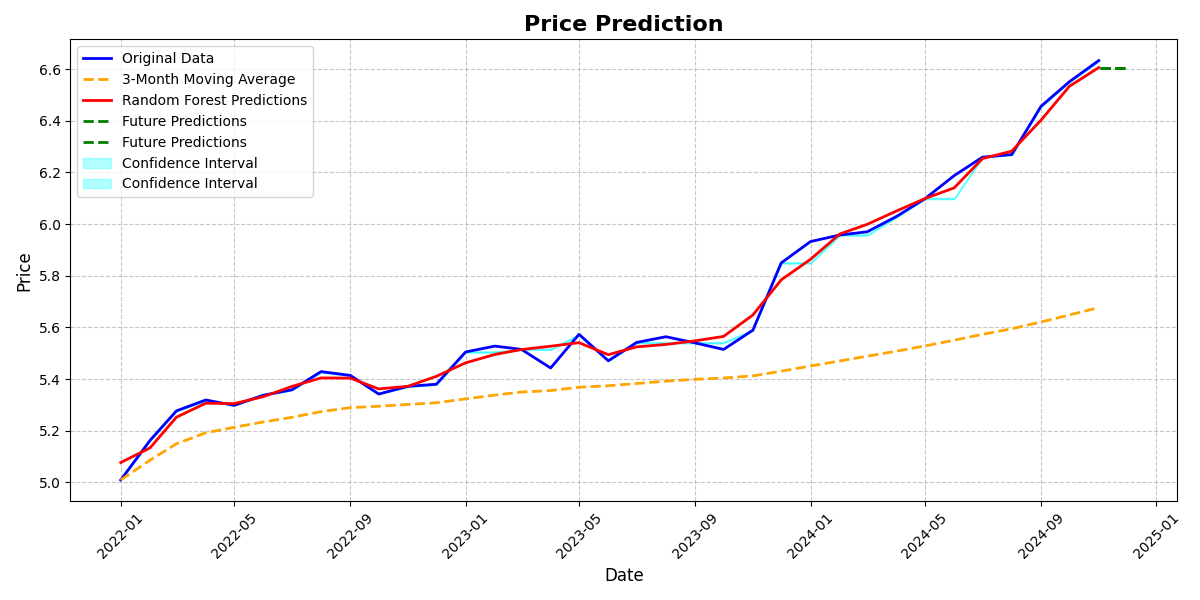 Price Prediction
Original Data
3-Month Moving Average
Random Forest Predictions
Future Predictions
Future Predictions
Confidence Interval
Confidence Interval
Price
6.6
6.4
6.2
6.0
5.8
5.6
5.4
5.2
5.0
2022-01
2022-05
2022-09
2023-01
2023-05
2023-09
2024-01
2024-05
2024-09
2025-01
Date